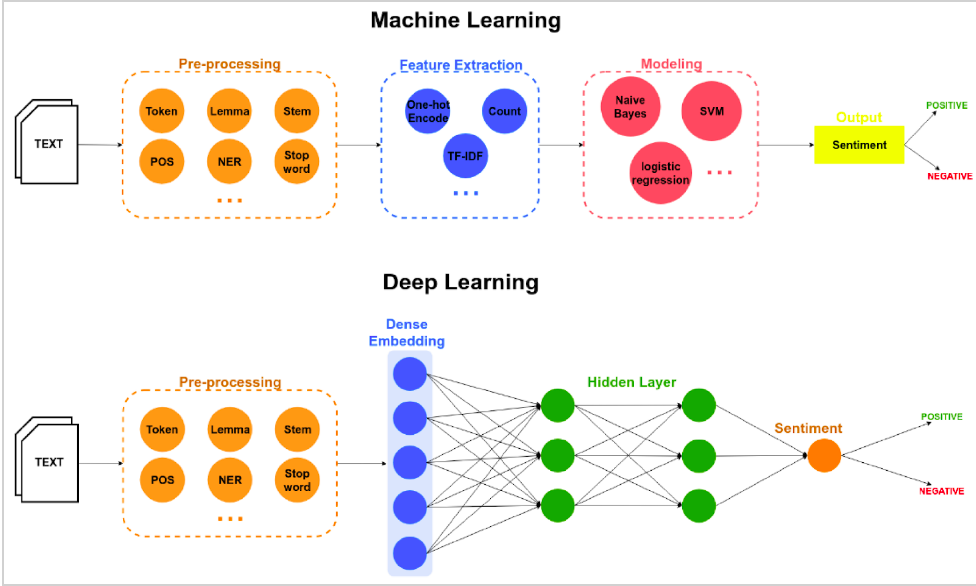 Machine Learning
Pre-processing
Feature Extraction
Modeling
Token
Lemma
Stem
One-hot
Encode
Count
Naive
Bayes
SVM
POSITIVE
Output
TEXT
Sentiment
POS
NER
Stop
word
TF-IDF
logistic
regression
NEGATIVE
...
...
...
Deep Learning
Dense
Embedding
Pre-processing
Hidden Layer
Token
Lemma
Stem
Sentiment
POSITIVE
TEXT
POS
NER
Stop
word
NEGATIVE
...